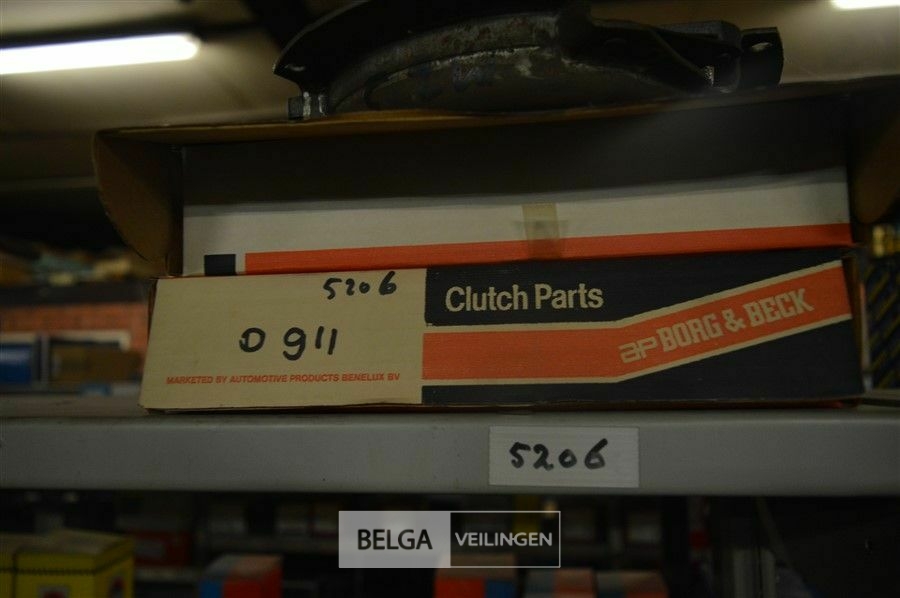 5206
Clutch Parts
D 911
ap BORG & BECK
MARKETED BY AUTOMOTIVE PRODUCTS BENELUX BV
5206
BELGA VEILINGEN